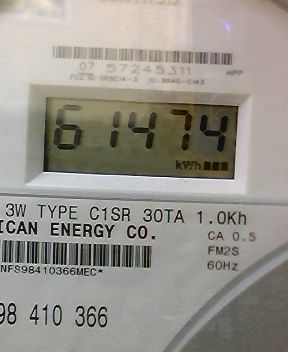 07 57245311
61474
kWh
3W TYPE C1SR 30TA 1.0Kh
ICAN ENERGY CO.
CA 0.5
FM2S
60Hz
NFS98410366MEC*
98 410 366